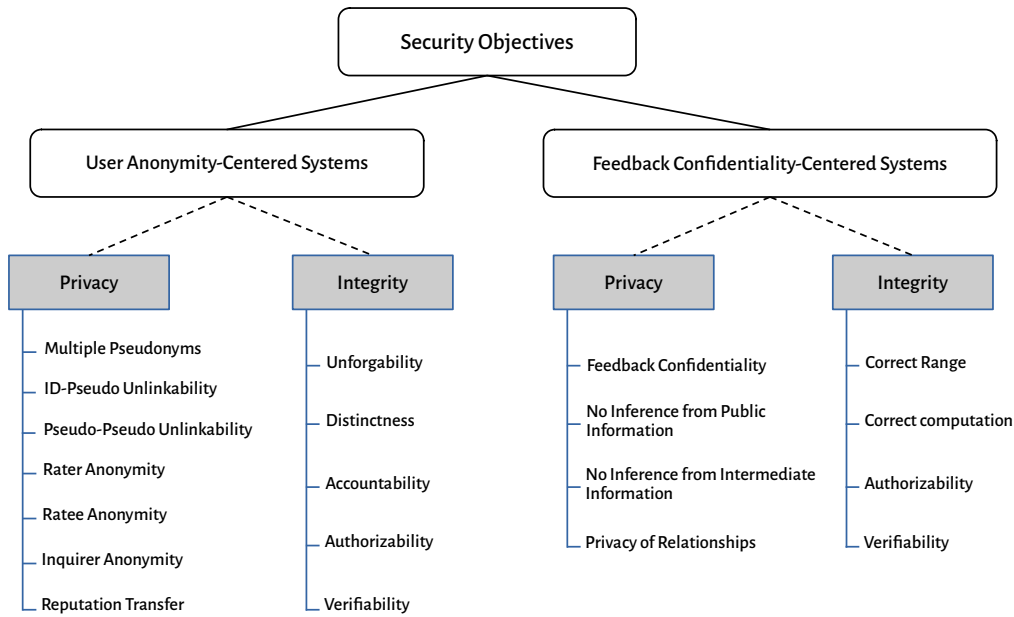 Security Objectives
User Anonymity-Centered Systems
Feedback Confidentiality-Centered Systems
Privacy
Integrity
Privacy
Integrity
Multiple Pseudonyms
ID-Pseudo Unlinkability
Pseudo-Pseudo Unlinkability
Rater Anonymity
Ratee Anonymity
Inquirer Anonymity
Reputation Transfer
Unforgability
Distinctness
Accountability
Authorizability
Verifiability
Feedback Confidentiality
No Inference from Public
Information
No Inference from Intermediate
Information
Privacy of Relationships
Correct Range
Correct computation
Authorizability
Verifiability